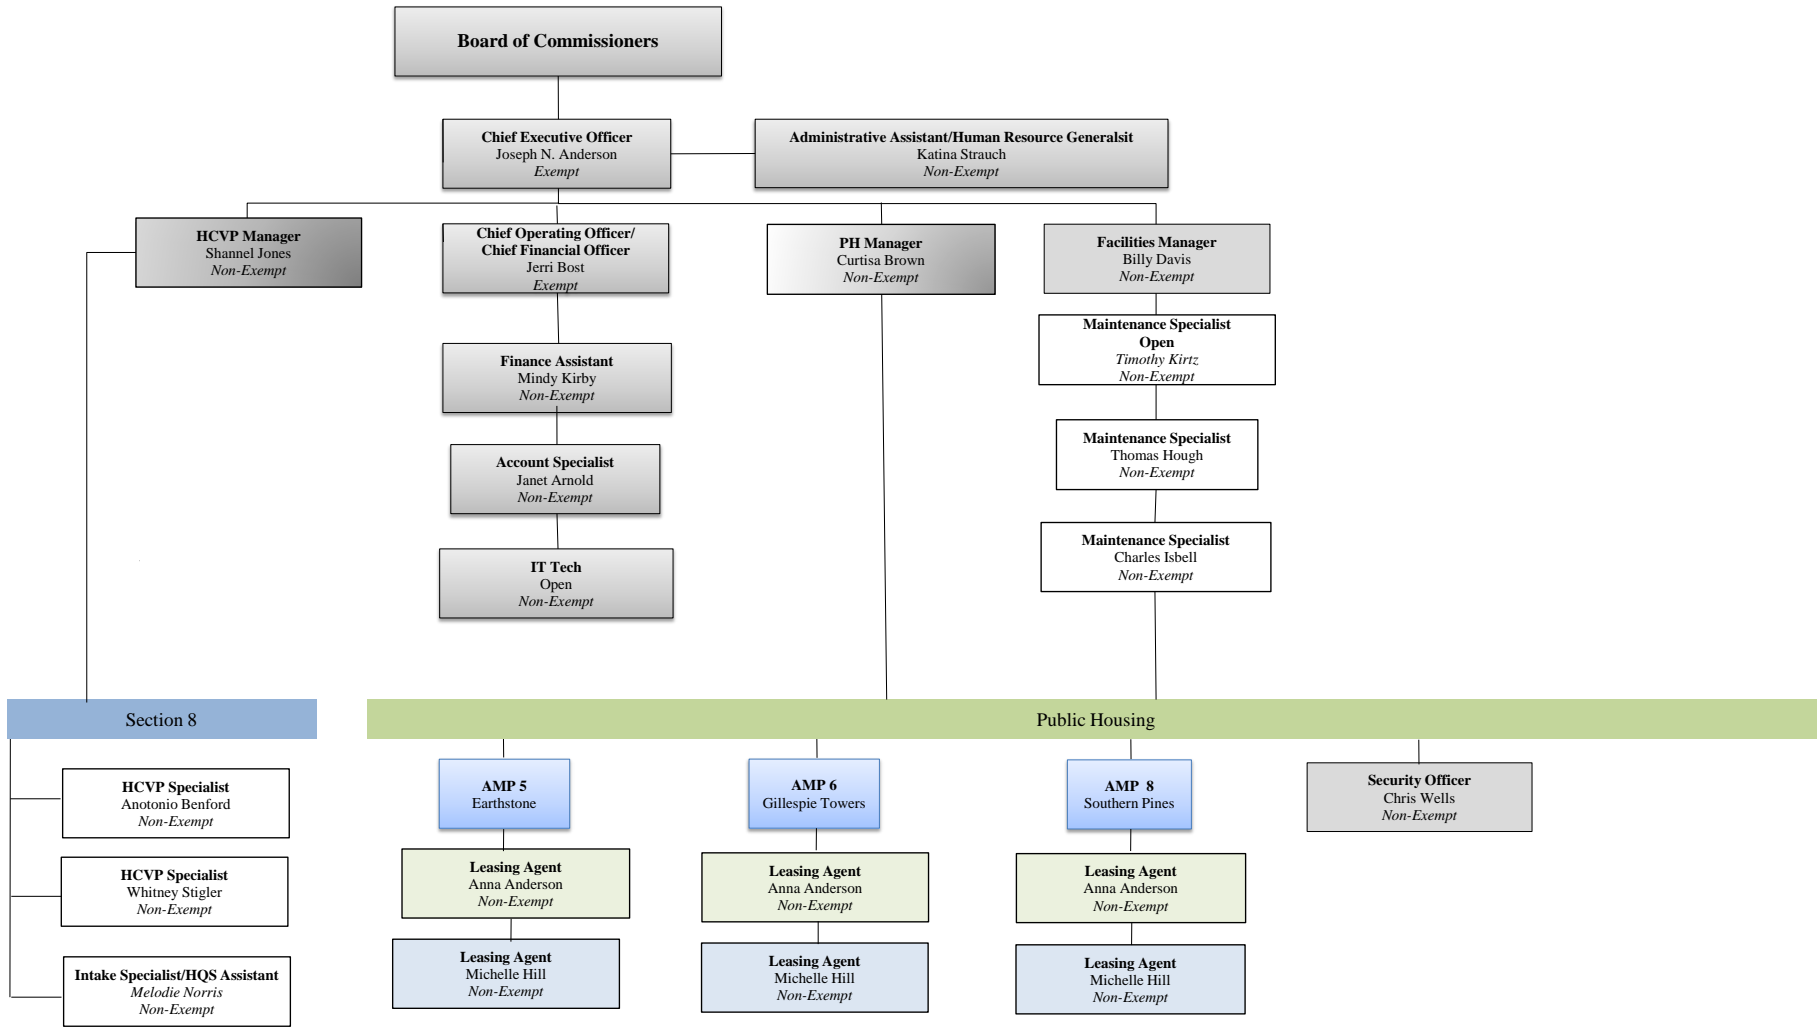 Board of Commissioners
Chief Executive Officer
Joseph N. Anderson
Exempt
Administrative Assistant/Human Resource Generalsit
Katina Strauch
Non-Exempt
HCVP Manager
Shannel Jones
Non-Exempt
Chief Operating Officer/
Chief Financial Officer
Jerri Bost
Exempt
PH Manager
Curtisa Brown
Non-Exempt
Facilities Manager
Billy Davis
Non-Exempt
Maintenance Specialist
Open
Timothy Kirtz
Non-Exempt
Finance Assistant
Mindy Kirby
Non-Exempt
Maintenance Specialist
Thomas Hough
Non-Exempt
Account Specialist
Janet Arnold
Non-Exempt
Maintenance Specialist
Charles Isbell
Non-Exempt
IT Tech
Open
Non-Exempt
Section 8
Public Housing
HCVP Specialist
Anotonio Benford
Non-Exempt
HCVP Specialist
Whitney Stigler
Non-Exempt
Intake Specialist/HQS Assistant
Melodie Norris
Non-Exempt
AMP 5
Earthstone
Leasing Agent
Anna Anderson
Non-Exempt
Leasing Agent
Michelle Hill
Non-Exempt
AMP 6
Gillespie Towers
Leasing Agent
Anna Anderson
Non-Exempt
Leasing Agent
Michelle Hill
Non-Exempt
AMP 8
Southern Pines
Leasing Agent
Anna Anderson
Non-Exempt
Leasing Agent
Michelle Hill
Non-Exempt
Security Officer
Chris Wells
Non-Exempt